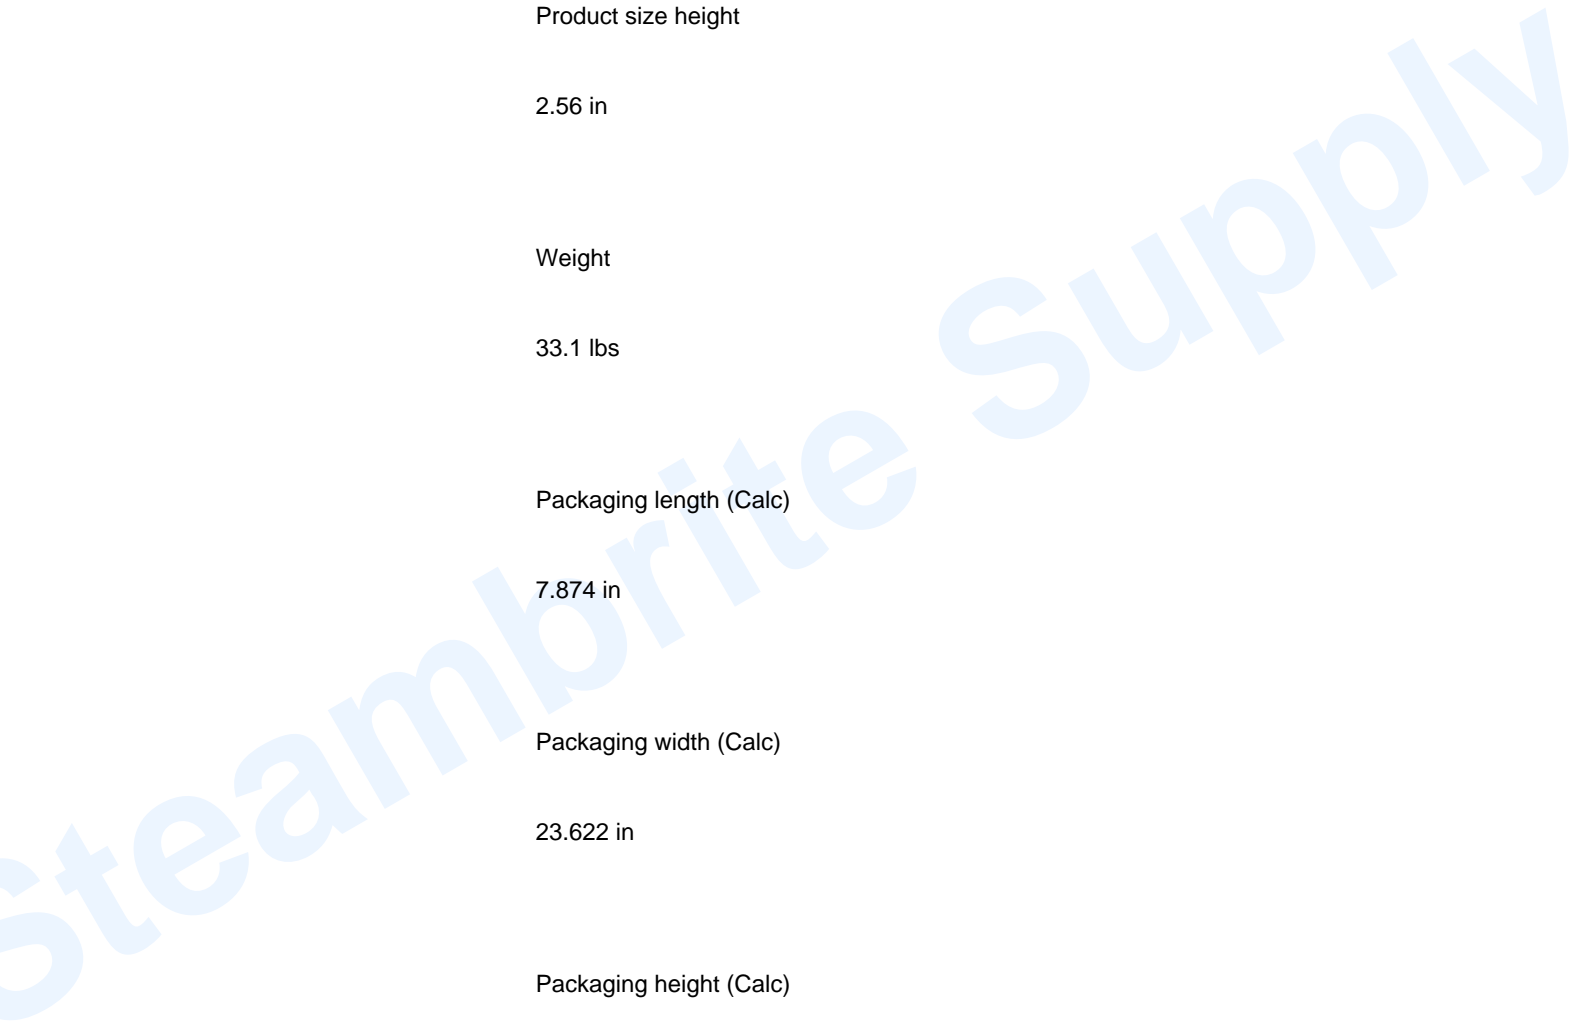 Product size height
2.56 in
Weight
33.1 lbs
Packaging length (Calc)
7.874 in
Packaging width (Calc)
23.622 in
Packaging height (Calc)
Steambrite Supply